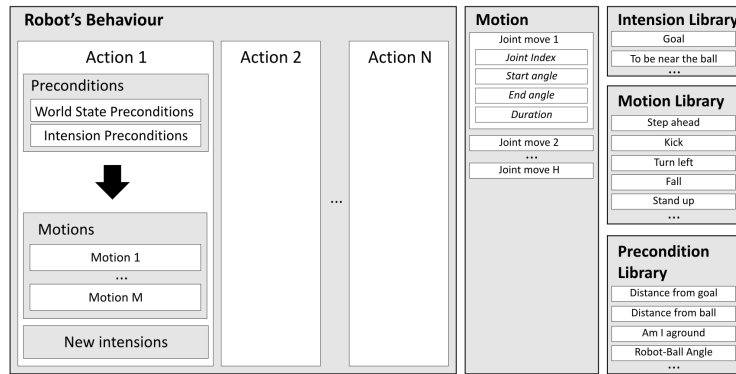 Robot's Behaviour
Action 1
Preconditions
World State Preconditions
Intension Preconditions
Motions
Motion 1
...
Motion M
New intensions
Action 2
...
Action N
Motion
Joint move 1
Joint Index
Start angle
End angle
Duration
Joint move 2
...
Joint move H
Intension Library
Goal
To be near the ball
...
Motion Library
Step ahead
Kick
Turn left
Fall
Stand up
...
Precondition
Library
Distance from goal
Distance from ball
Am I aground
Robot-Ball Angle
...